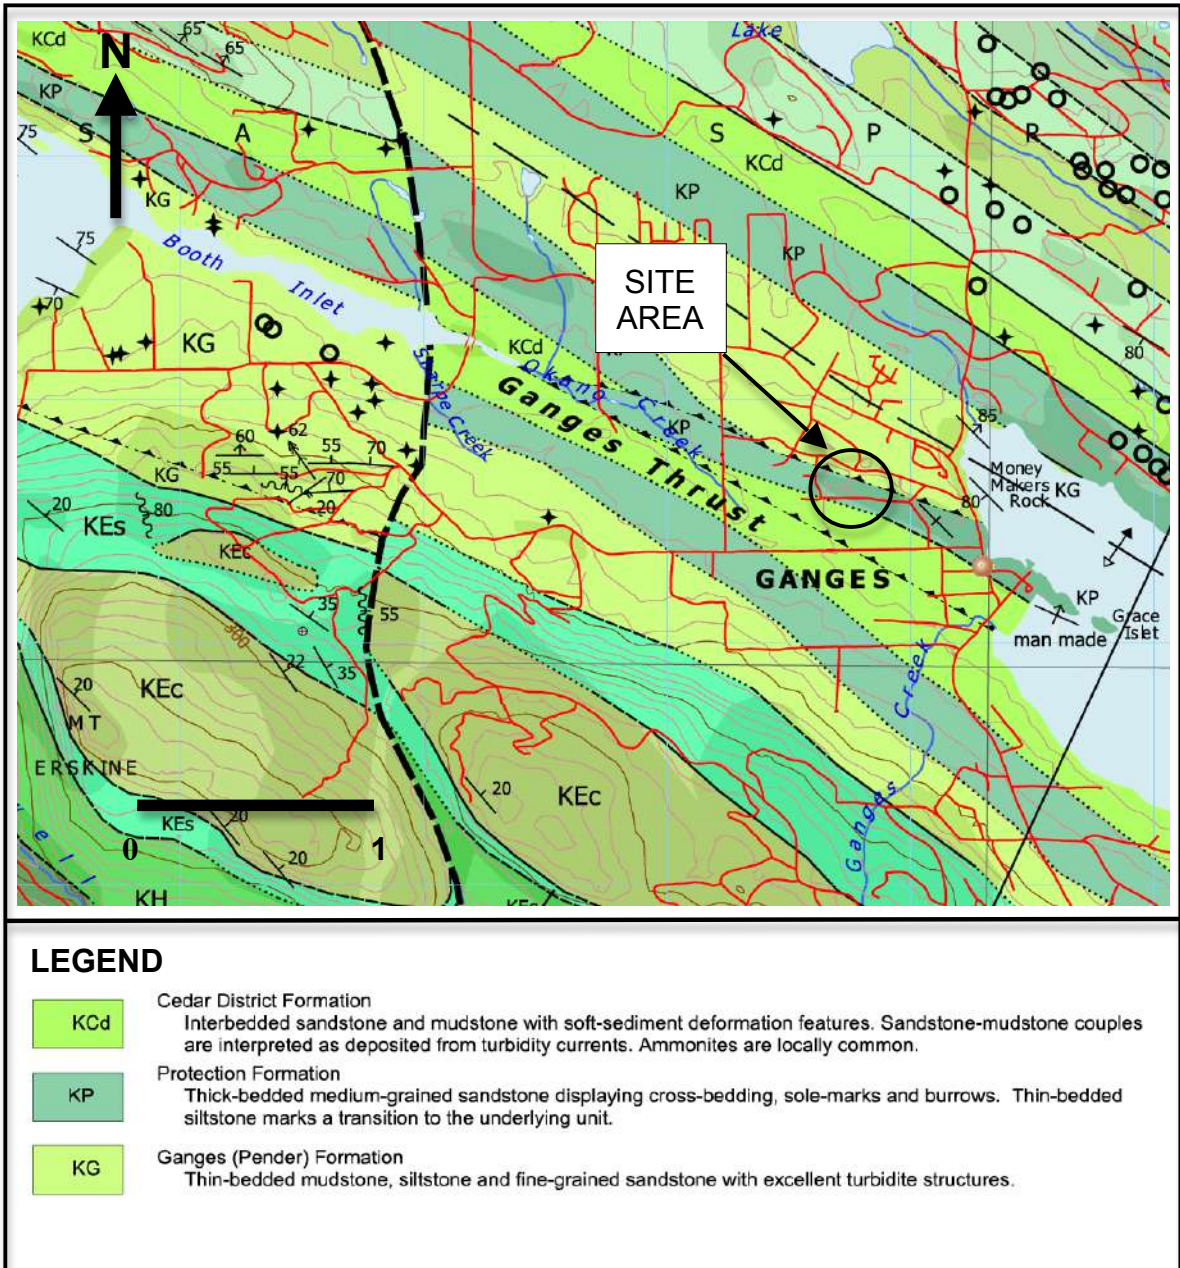 65
65
Lake
KCd
N
KP
75
S
A
KG
S
KCd
P
R
KP
KP
75
Booth
Inlet
70
SITE
AREA
KG
KCd
80
Okano
Creek
KP
Sharpe Creek
Ganges Thrust
85
60
62
55
70
55
55
70
KG
20
Money
Makers
Rock
KG
80
20
KEs
80
KEc
35
55
GANGES
KP
Grace
Islet
man made
300
22
35
Creek
20
KEc
MT
ERSKINE
20
KEc
Ganges
0
1
KEs
20
20
KH
KEs
LEGEND
KCd
Cedar District Formation
Interbedded sandstone and mudstone with soft-sediment deformation features. Sandstone-mudstone couples
are interpreted as deposited from turbidity currents. Ammonites are locally common.
KP
Protection Formation
Thick-bedded medium-grained sandstone displaying cross-bedding, sole-marks and burrows. Thin-bedded
siltstone marks a transition to the underlying unit.
KG
Ganges (Pender) Formation
Thin-bedded mudstone, siltstone and fine-grained sandstone with excellent turbidite structures.